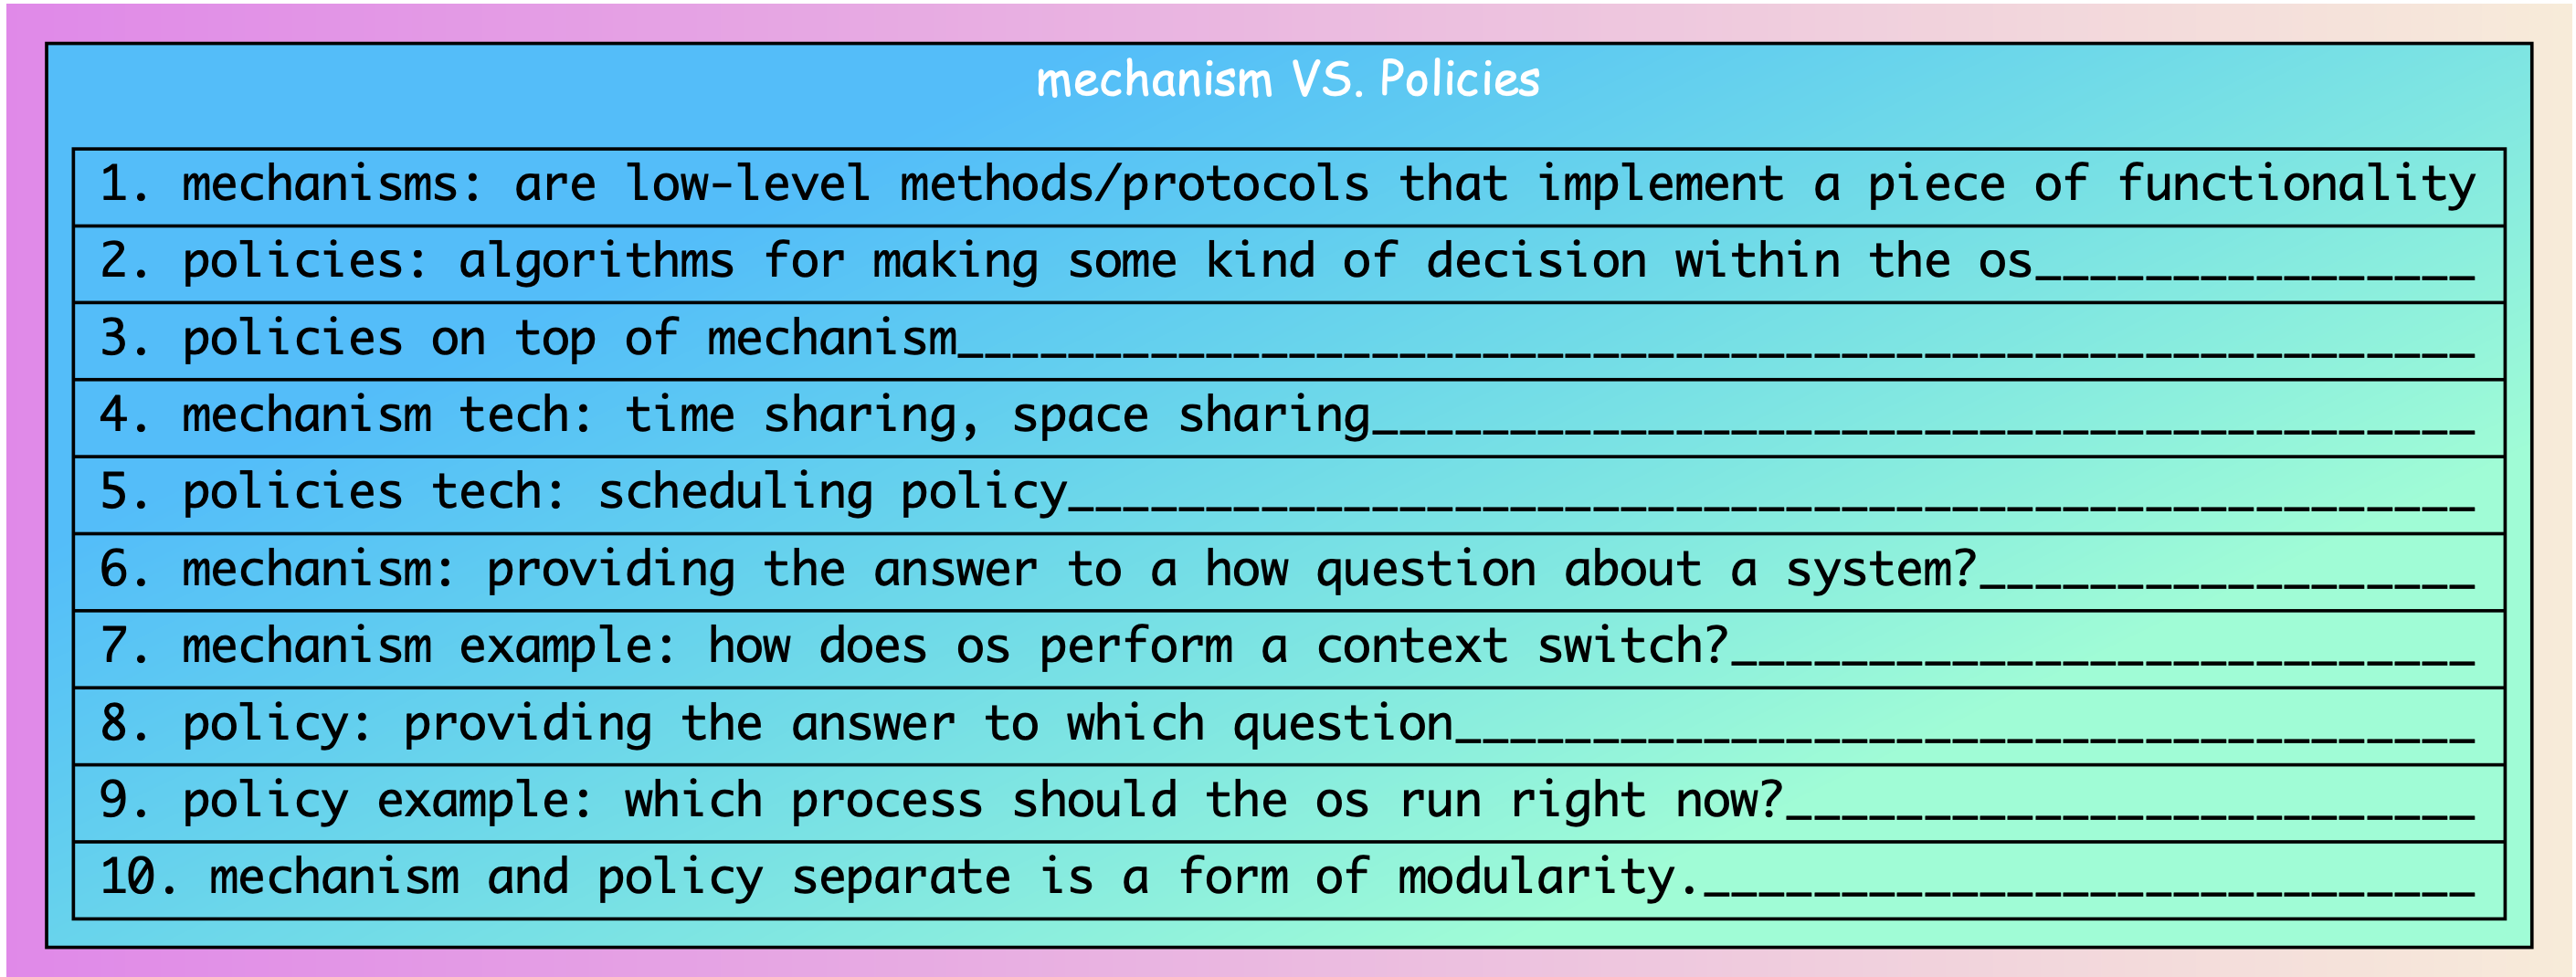 mechanism VS. Policies
1. mechanisms: are low-level methods/protocols that implement a piece of functionality
2. policies: algorithms for making some kind of decision within the os________________
3. policies on top of mechanism_______________________________________________________
4. mechanism tech: time sharing, space sharing________________________________________
5. policies tech: scheduling policy___________________________________________________
6. mechanism: providing the answer to a how question about a system?__________________
7. mechanism example: how does os perform a context switch?___________________________
8. policy: providing the answer to which question_____________________________________
9. policy example: which process should the os run right now?_________________________
10. mechanism and policy separate is a form of modularity.____________________________